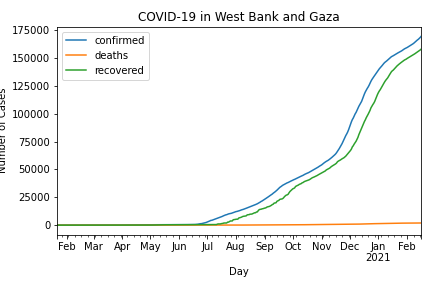 COVID-19 in West Bank and Gaza
175000
150000
125000
100000
75000
50000
25000
0
Number of Cases
confirmed
deaths
recovered
Feb Mar Apr May Jun Jul Aug Sep Oct Nov Dec Jan Feb
2021
Day